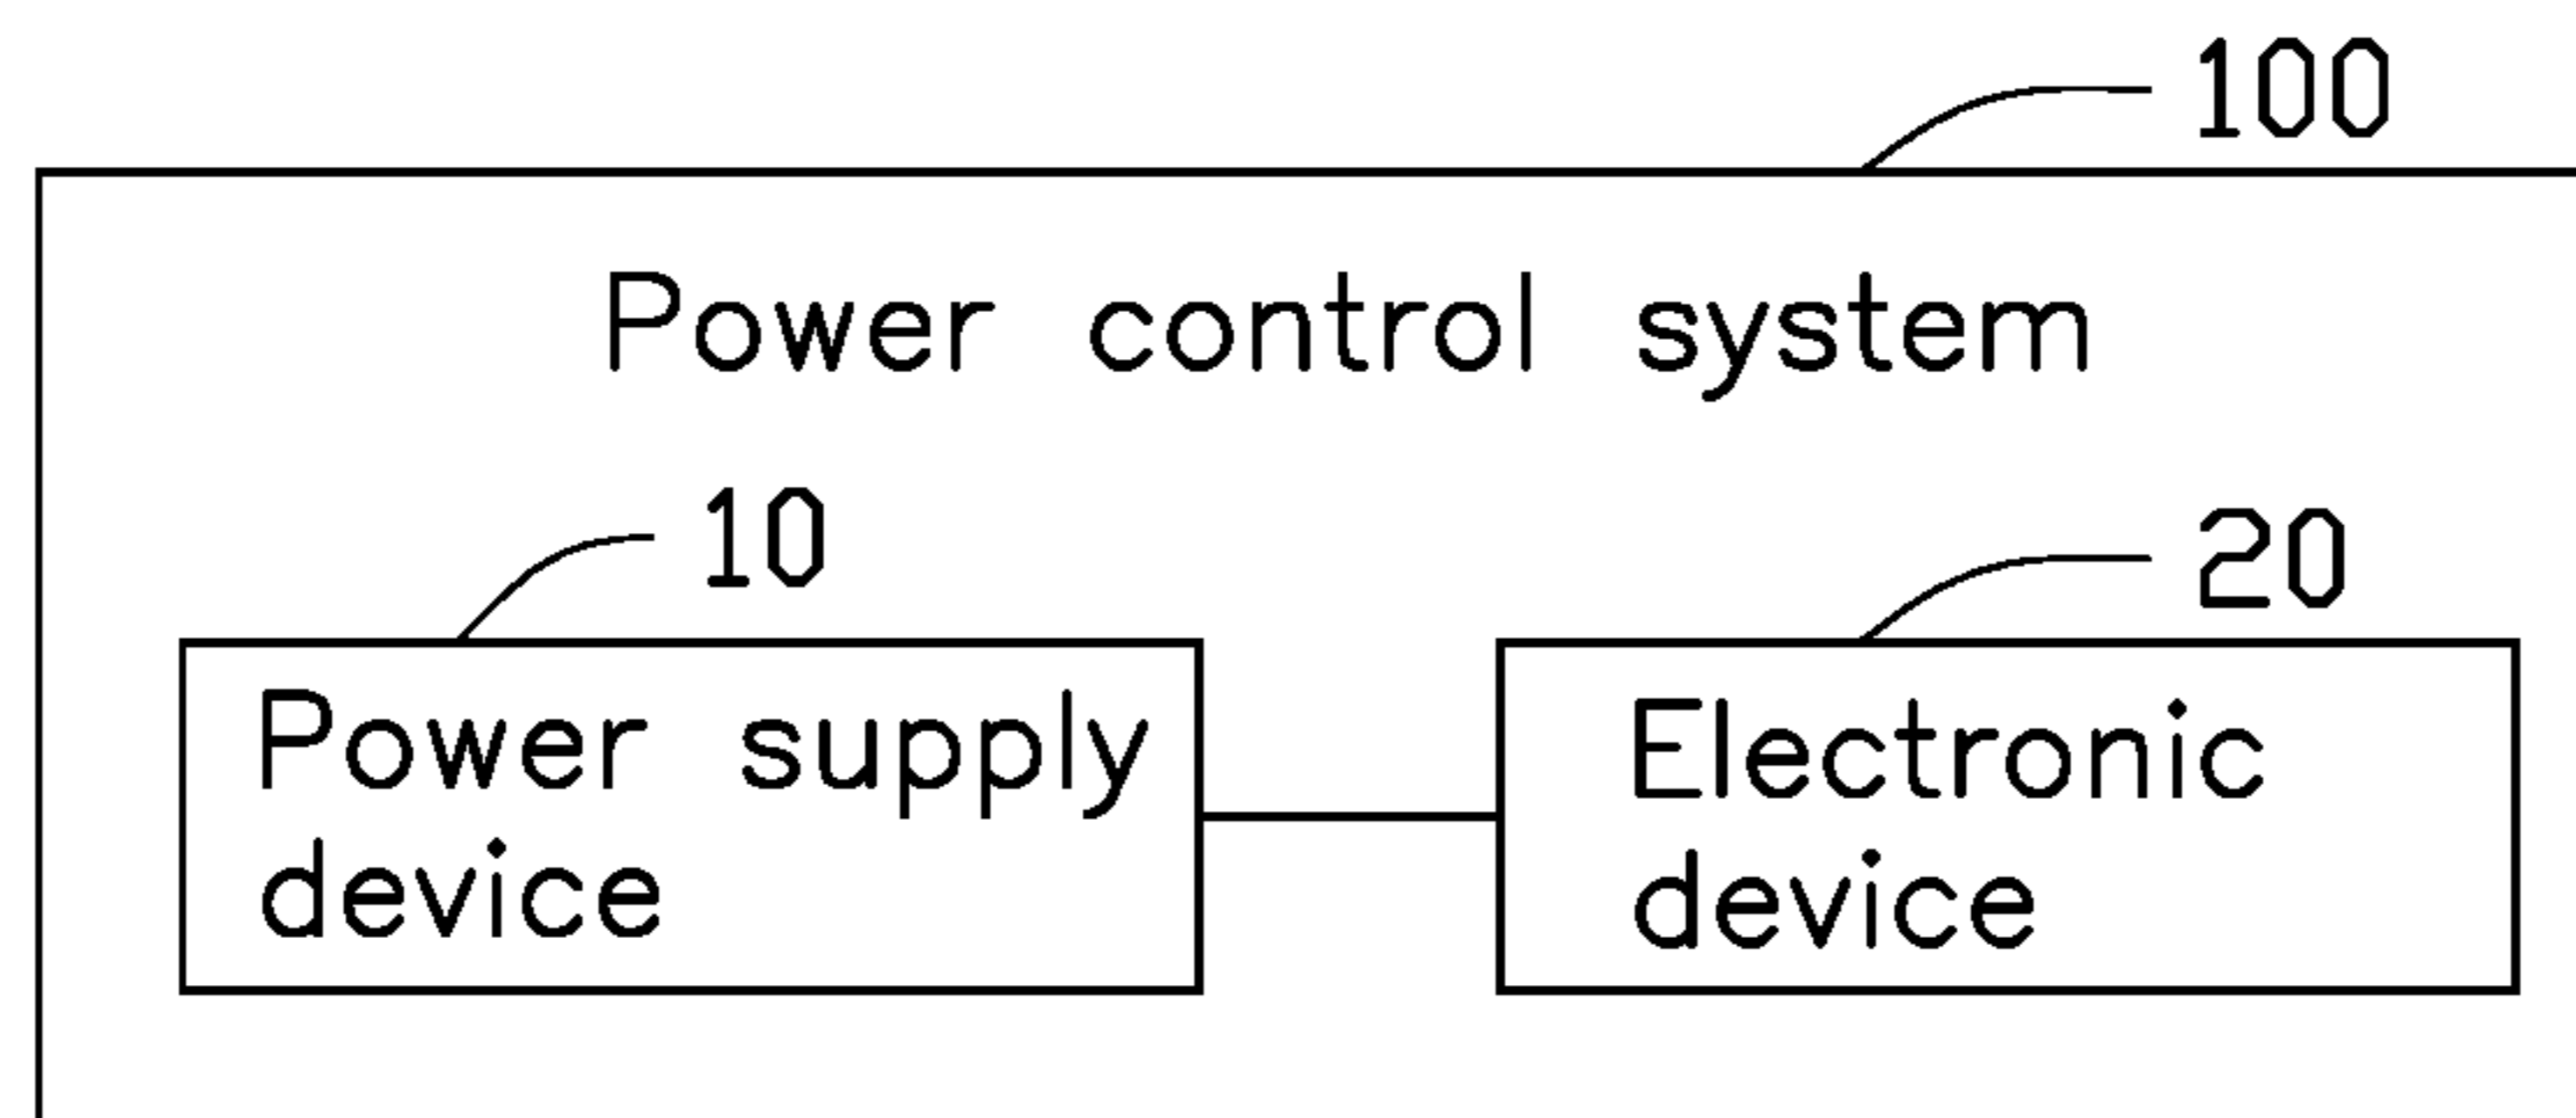 100
Power control system
10
20
Power supply
device
Electronic
device